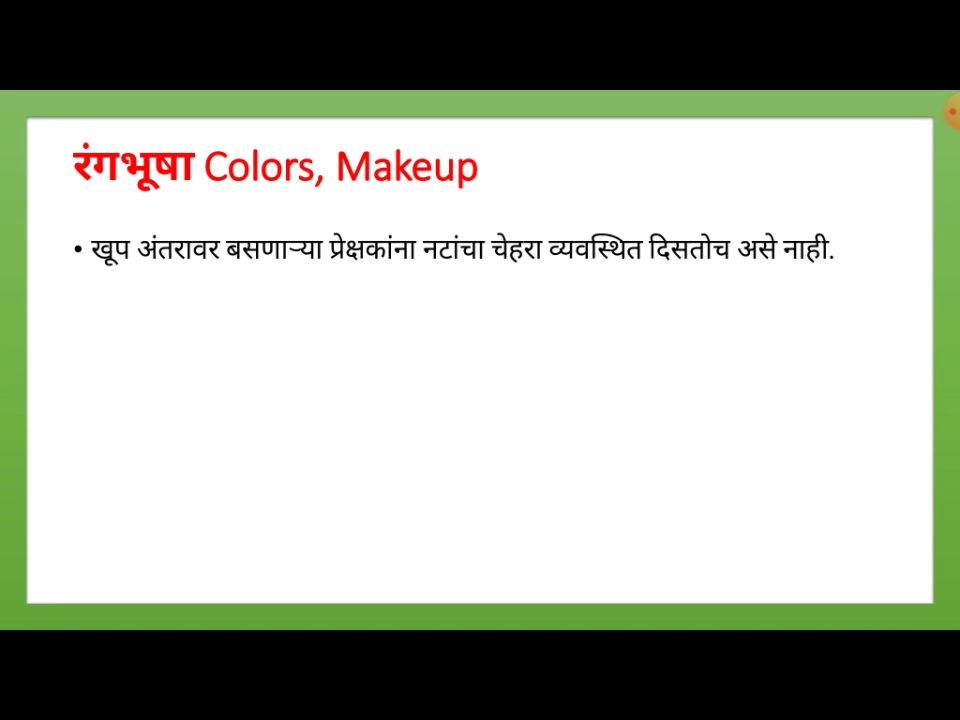 रंगभूषा Colors, Makeup
• खूप अंतरावर बसणाऱ्या प्रेक्षकांना नटांचा चेहरा व्यवस्थित दिसतोच असे नाही.